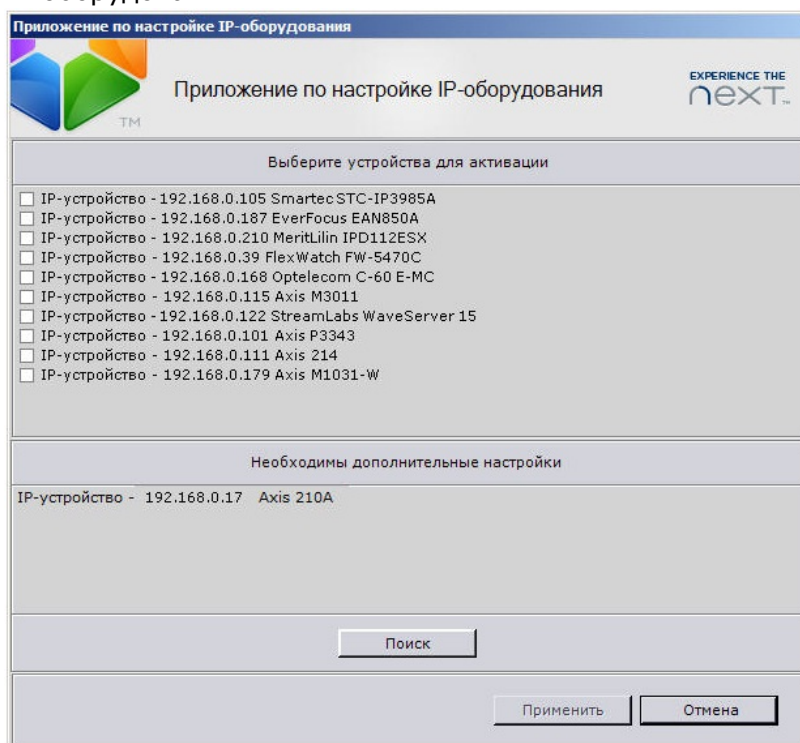 Приложение по настройке IP-оборудования
Приложение по настройке IP-оборудования
EXPERIENCE THE
next™
TM
Выберите устройства для активации
IP-устройство - 192.168.0.105 Smartec STC-IP3985A
IP-устройство - 192.168.0.187 EverFocus EAN850A
IP-устройство - 192.168.0.210 MeritLilin IPD112ESX
IP-устройство - 192.168.0.39 FlexWatch FW-5470C
IP-устройство - 192.168.0.168 Optelecom C-60 E-MC
IP-устройство - 192.168.0.115 Axis M3011
IP-устройство - 192.168.0.122 StreamLabs WaveServer 15
IP-устройство - 192.168.0.101 Axis P3343
IP-устройство - 192.168.0.111 Axis 214
IP-устройство - 192.168.0.179 Axis M1031-W
Необходимы дополнительные настройки
IP-устройство - 192.168.0.17 Axis 210A
Поиск
Применить
Отмена